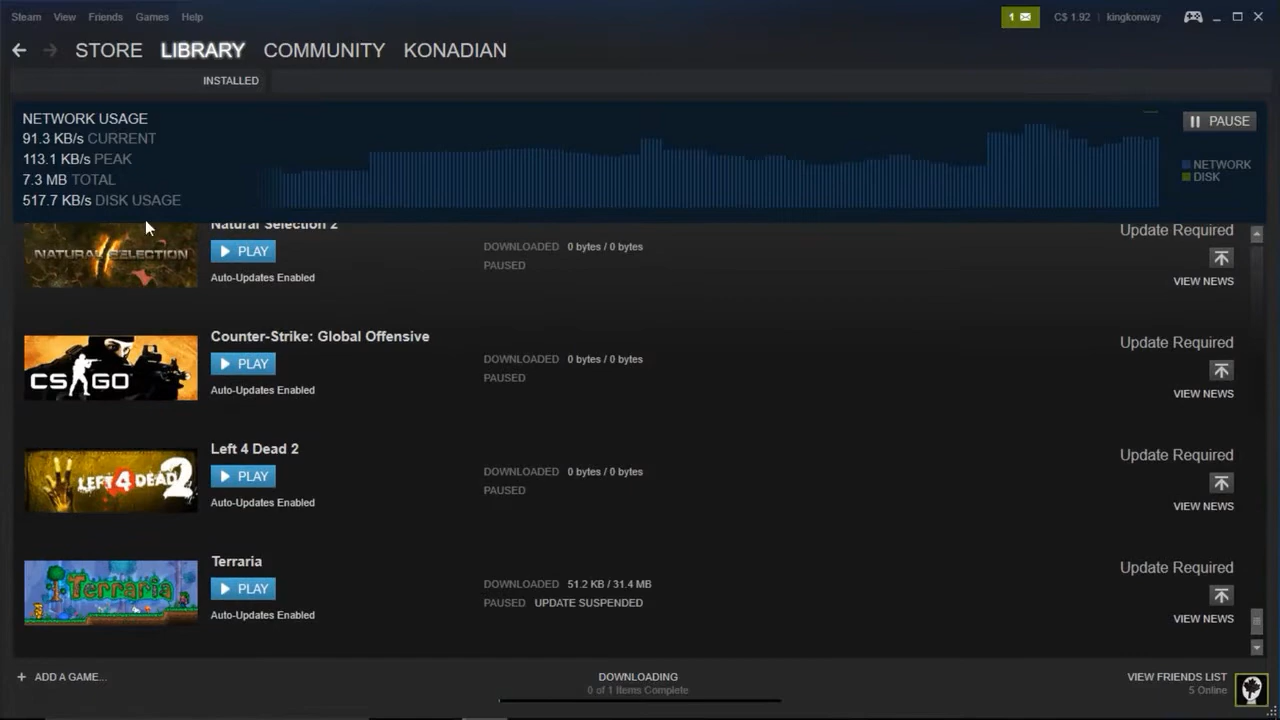 Steam View Friends Games Help
1 C$ 1.92 kingkonway
STORE LIBRARY COMMUNITY KONADIAN
INSTALLED
NETWORK USAGE
91.3 KB/s CURRENT
113.1 KB/s PEAK
7.3 MB TOTAL
517.7 KB/s DISK USAGE
PAUSE
NETWORK
DISK
Natural Selection 2
NATURAL SELECTION
PLAY
Auto-Updates Enabled
DOWNLOADED 0 bytes / 0 bytes
PAUSED
Update Required
VIEW NEWS
Counter-Strike: Global Offensive
CS GO
PLAY
Auto-Updates Enabled
DOWNLOADED 0 bytes / 0 bytes
PAUSED
Update Required
VIEW NEWS
Left 4 Dead 2
LEFT 4 DEAD 2
PLAY
Auto-Updates Enabled
DOWNLOADED 0 bytes / 0 bytes
PAUSED
Update Required
VIEW NEWS
Terraria
Terraria
PLAY
Auto-Updates Enabled
DOWNLOADED 51.2 KB / 31.4 MB
PAUSED UPDATE SUSPENDED
Update Required
VIEW NEWS
+ ADD A GAME...
DOWNLOADING
0 of 1 Items Complete
VIEW FRIENDS LIST
5 Online